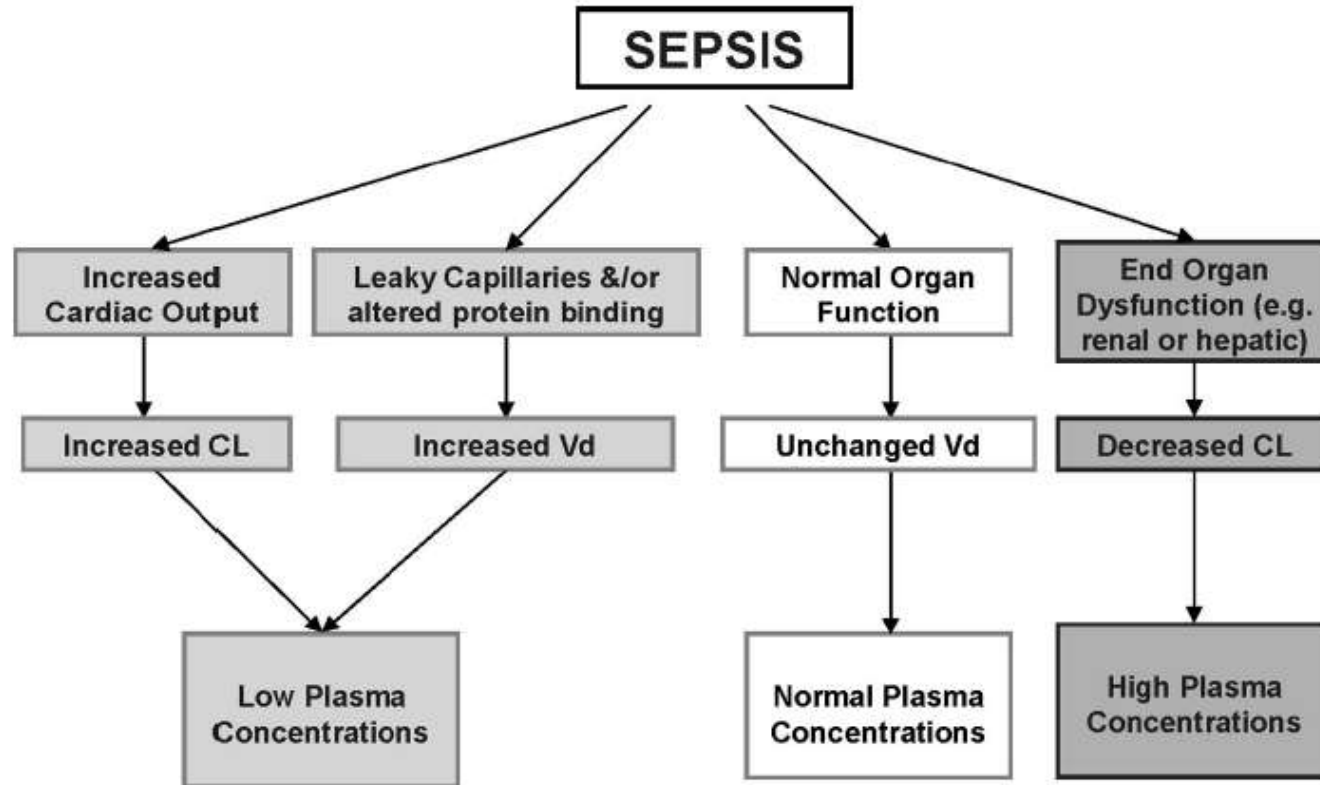 SEPSIS
Increased
Cardiac Output
Leaky Capillaries &/or
altered protein binding
Normal Organ
Function
End Organ
Dysfunction (e.g.
renal or hepatic)
Increased CL
Increased Vd
Unchanged Vd
Decreased CL
Low Plasma
Concentrations
Normal Plasma
Concentrations
High Plasma
Concentrations